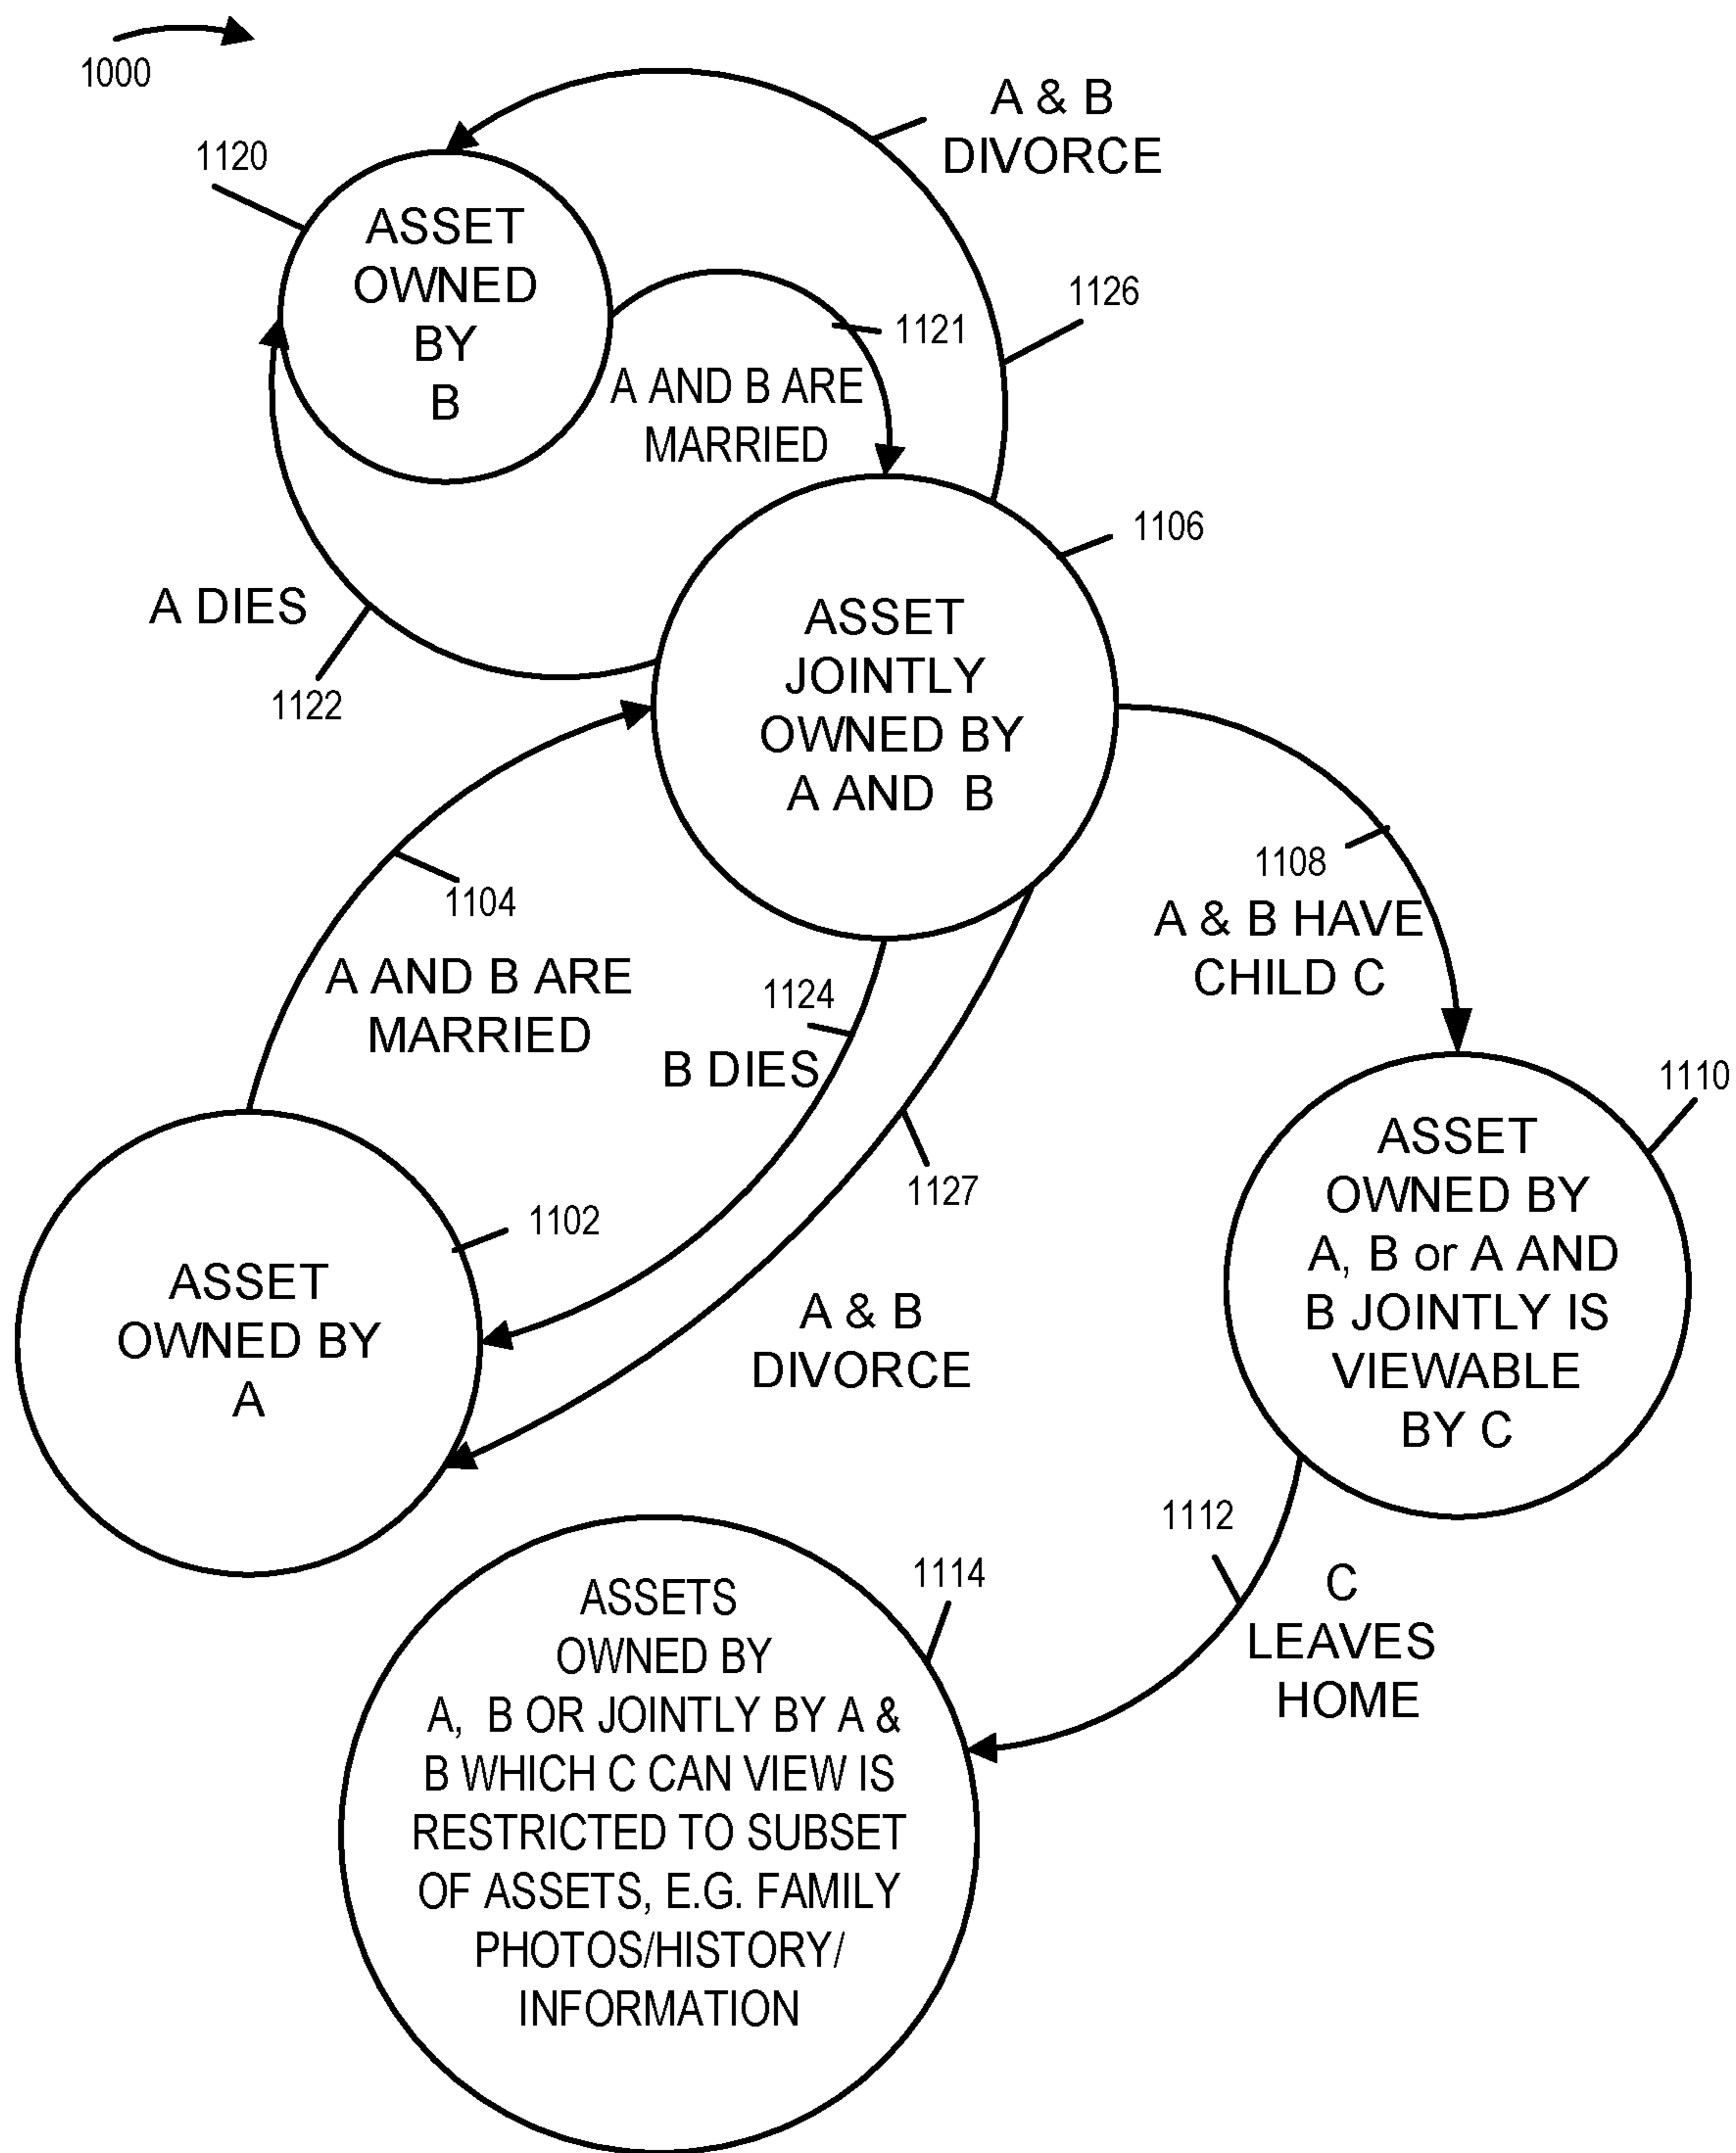 1000
A & B
DIVORCE
1120
ASSET
OWNED
BY
B
1126
1121
A AND B ARE
MARRIED
1106
A DIES
1122
ASSET
JOINTLY
OWNED BY
A AND B
1104
A AND B ARE
MARRIED
1108
A & B HAVE
CHILD C
1124
B DIES
1110
1127
1102
ASSET
OWNED BY
A
ASSET
OWNED BY
A, B or A AND
B JOINTLY IS
VIEWABLE
BY C
A & B
DIVORCE
1112
C
LEAVES
HOME
1114
ASSETS
OWNED BY
A, B OR JOINTLY BY A &
B WHICH C CAN VIEW IS
RESTRICTED TO SUBSET
OF ASSETS, E.G. FAMILY
PHOTOS/HISTORY/
INFORMATION